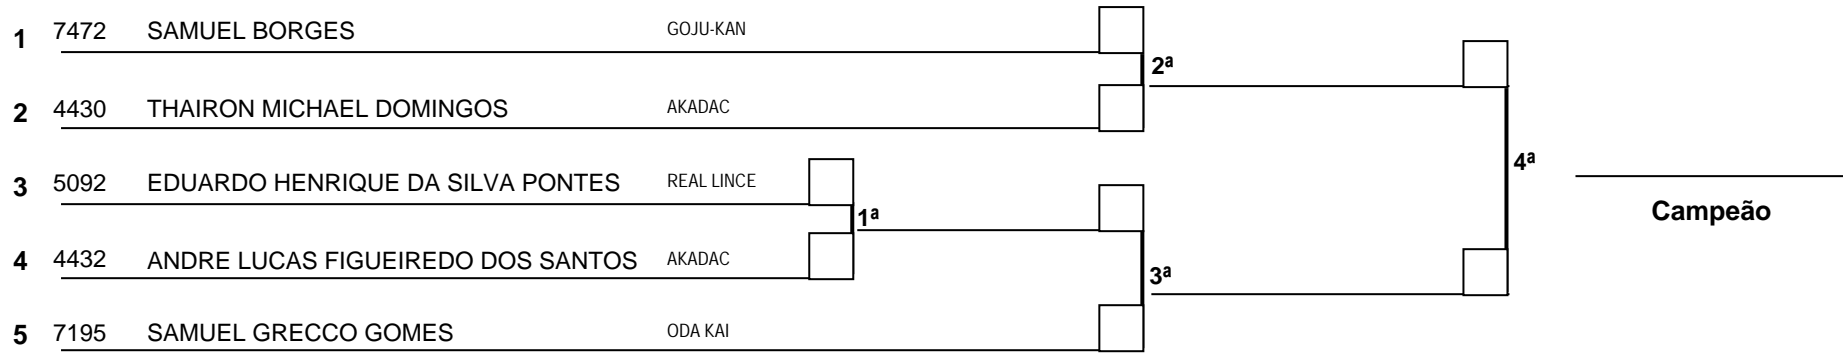 1 7472 SAMUEL BORGES GOJU-KAN
2ª
2 4430 THAIRON MICHAEL DOMINGOS AKADAC
4ª
3 5092 EDUARDO HENRIQUE DA SILVA PONTES REAL LINCE
1ª
Campeão
4 4432 ANDRE LUCAS FIGUEIREDO DOS SANTOS AKADAC
3ª
5 7195 SAMUEL GRECCO GOMES ODA KAI